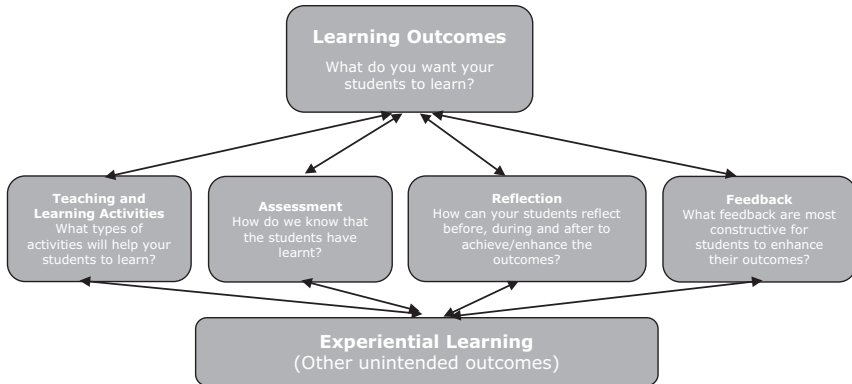 Learning Outcomes
What do you want your
students to learn?
Teaching and
Learning Activities
What types of
activities will help your
students to learn?
Assessment
How do we know that
the students have
learnt?
Reflection
How can your students reflect
before, during and after to
achieve/enhance the
outcomes?
Feedback
What feedback are most
constructive for
students to enhance
their outcomes?
Experiential Learning
(Other unintended outcomes)